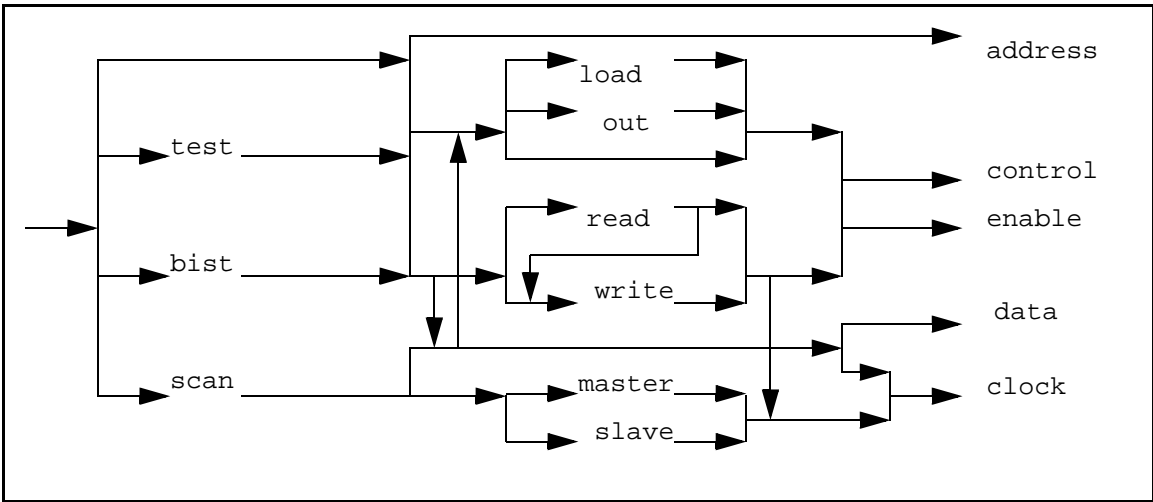 address
load
out
test
control
read
enable
bist
write
data
scan
master
clock
slave